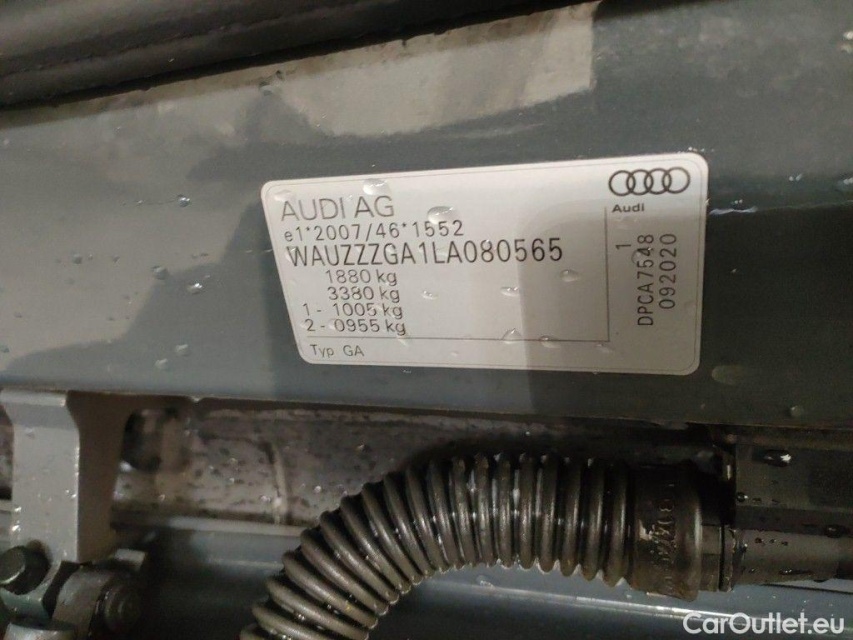 AUDI AG
e1*2007/46*1552
WAUZZZGA1LA080565
1880 kg
3380 kg
1 - 1005 kg
2 - 0955 kg
Typ GA
Audi
1
DPCA7548
092020
CarOutlet.eu